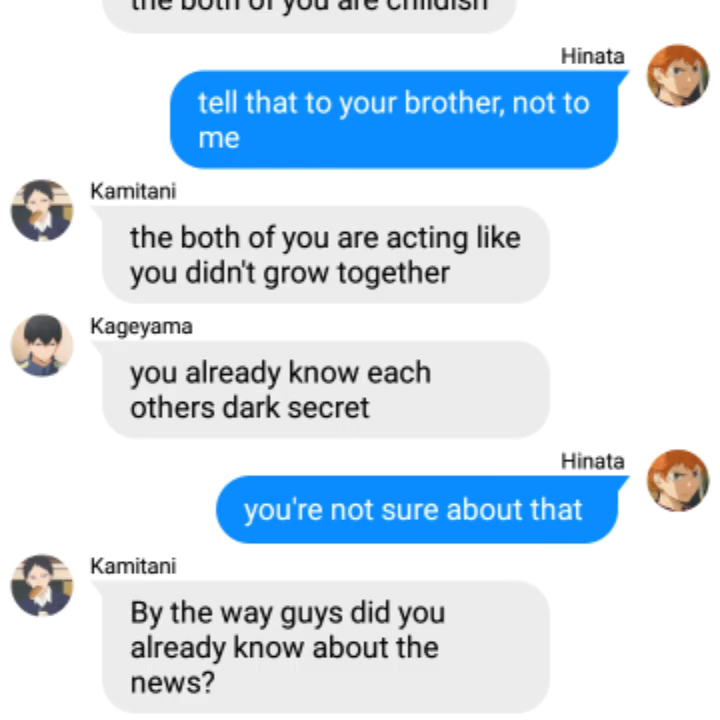 the both of you are childish
Hinata
tell that to your brother, not to
me
Kamitani
the both of you are acting like
you didn't grow together
Kageyama
you already know each
others dark secret
Hinata
you're not sure about that
Kamitani
By the way guys did you
already know about the
news?